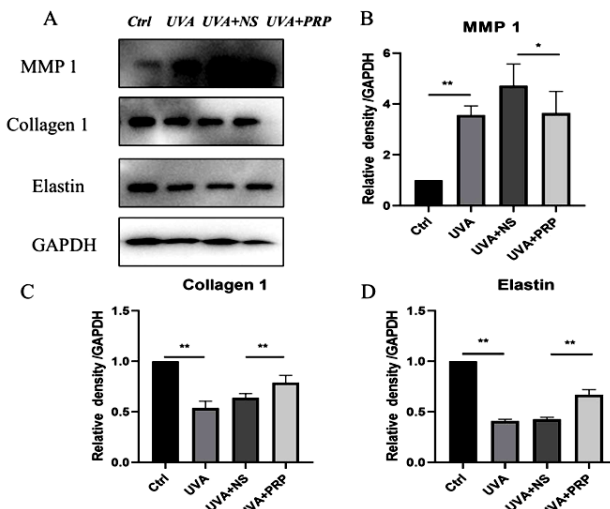 A
Ctrl UVA UVA+NS UVA+PRP
MMP 1
Collagen 1
Elastin
GAPDH
B
MMP 1
Relative density /GAPDH
6
4
2
0
**
*
Ctrl
UVA
UVA+NS
UVA+PRP
C
Collagen 1
Relative density /GAPDH
1.5
1.0
0.5
0.0
**
**
Ctrl
UVA
UVA+NS
UVA+PRP
D
Elastin
Relative density /GAPDH
1.5
1.0
0.5
0.0
**
**
Ctrl
UVA
UVA+NS
UVA+PRP